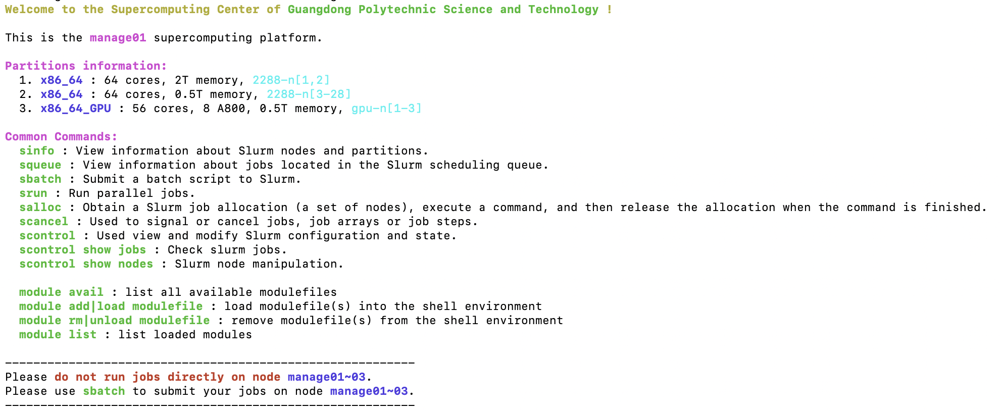 Welcome to the Supercomputing Center of Guangdong Polytechnic Science and Technology !
This is the manage01 supercomputing platform.
Partitions information:
1. x86_64 : 64 cores, 2T memory, 2288-n[1,2]
2. x86_64 : 64 cores, 0.5T memory, 2288-n[3-28]
3. x86_64_GPU : 56 cores, 8 A800, 0.5T memory, gpu-n[1-3]
Common Commands:
sinfo : View information about Slurm nodes and partitions.
squeue : View information about jobs located in the Slurm scheduling queue.
sbatch : Submit a batch script to Slurm.
srun : Run parallel jobs.
salloc : Obtain a Slurm job allocation (a set of nodes), execute a command, and then release the allocation when the command is finished.
scancel : Used to signal or cancel jobs, job arrays or job steps.
scontrol : Used view and modify Slurm configuration and state.
scontrol show jobs : Check slurm jobs.
scontrol show nodes : Slurm node manipulation.
module avail : list all available modulefiles
module add|load modulefile : load modulefile(s) into the shell environment
module rm|unload modulefile : remove modulefile(s) from the shell environment
module list : list loaded modules
----------------------------------------------------------
Please do not run jobs directly on node manage01~03.
Please use sbatch to submit your jobs on node manage01~03.
----------------------------------------------------------